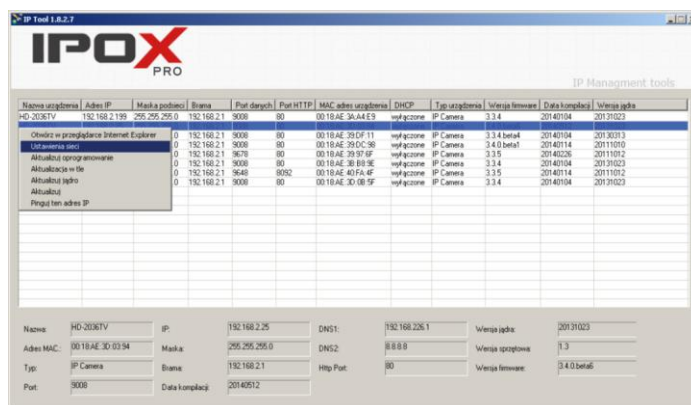 IP Tool 1.8.2.7
IPOX
PRO
IP Managment tools
Nazwa urządzenia Adres IP Maska podsieci Brama Port danych Port HTTP MAC adres urządzenia DHCP Typ urządzenia Wersja firmware Data kompilacji Wersja jądra
HD-2036TV 192.168.2.199 255.255.255.0 192.168.2.1 9008 80 00:18:AE:3A:A4:E9 wyłączone IP Camera 3.3.4 20140104 20131023
Otwórz w przeglądarce Internet Explorer
.0 192.168.2.1 9008 80 00:18:AE:39:DF:11 wyłączone IP Camera 3.3.4.beta4 20130313 20131023
Ustawienia sieci .0 192.168.2.1 9008 80 00:18:AE:39:DC:98 wyłączone IP Camera 3.4.0.beta1 20140114 20111010
Aktualizuj oprogramowanie .0 192.168.2.1 9678 80 00:18:AE:39:97:6F wyłączone IP Camera 3.3.5 20140226 20111012
Aktualizacja w tle .0 192.168.2.1 9008 80 00:18:AE:3B:B8:9E wyłączone IP Camera 3.3.4 20140104 20131023
Aktualizuj jądro .0 192.168.2.1 9648 8092 00:18:AE:40:FA:4F wyłączone IP Camera 3.3.5 20140114 20111012
Aktualizuj .0 192.168.2.1 9008 80 00:18:AE:3D:0B:5F wyłączone IP Camera 3.3.4 20140104 20131023
Pinguj ten adres IP
Nazwa: HD-2036TV IP: 192.168.2.25 DNS1: 192.168.226.1 Wersja jądra: 20131023
Adres MAC: 00:18:AE:3D:03:94 Maska: 255.255.255.0 DNS2: 8.8.8.8 Wersja sprzętowa: 1.3
Typ: IP Camera Brama: 192.168.2.1 Http Port: 80 Wersja firmware: 3.4.0.beta6
Port: 9008 Data kompilacji: 20140512